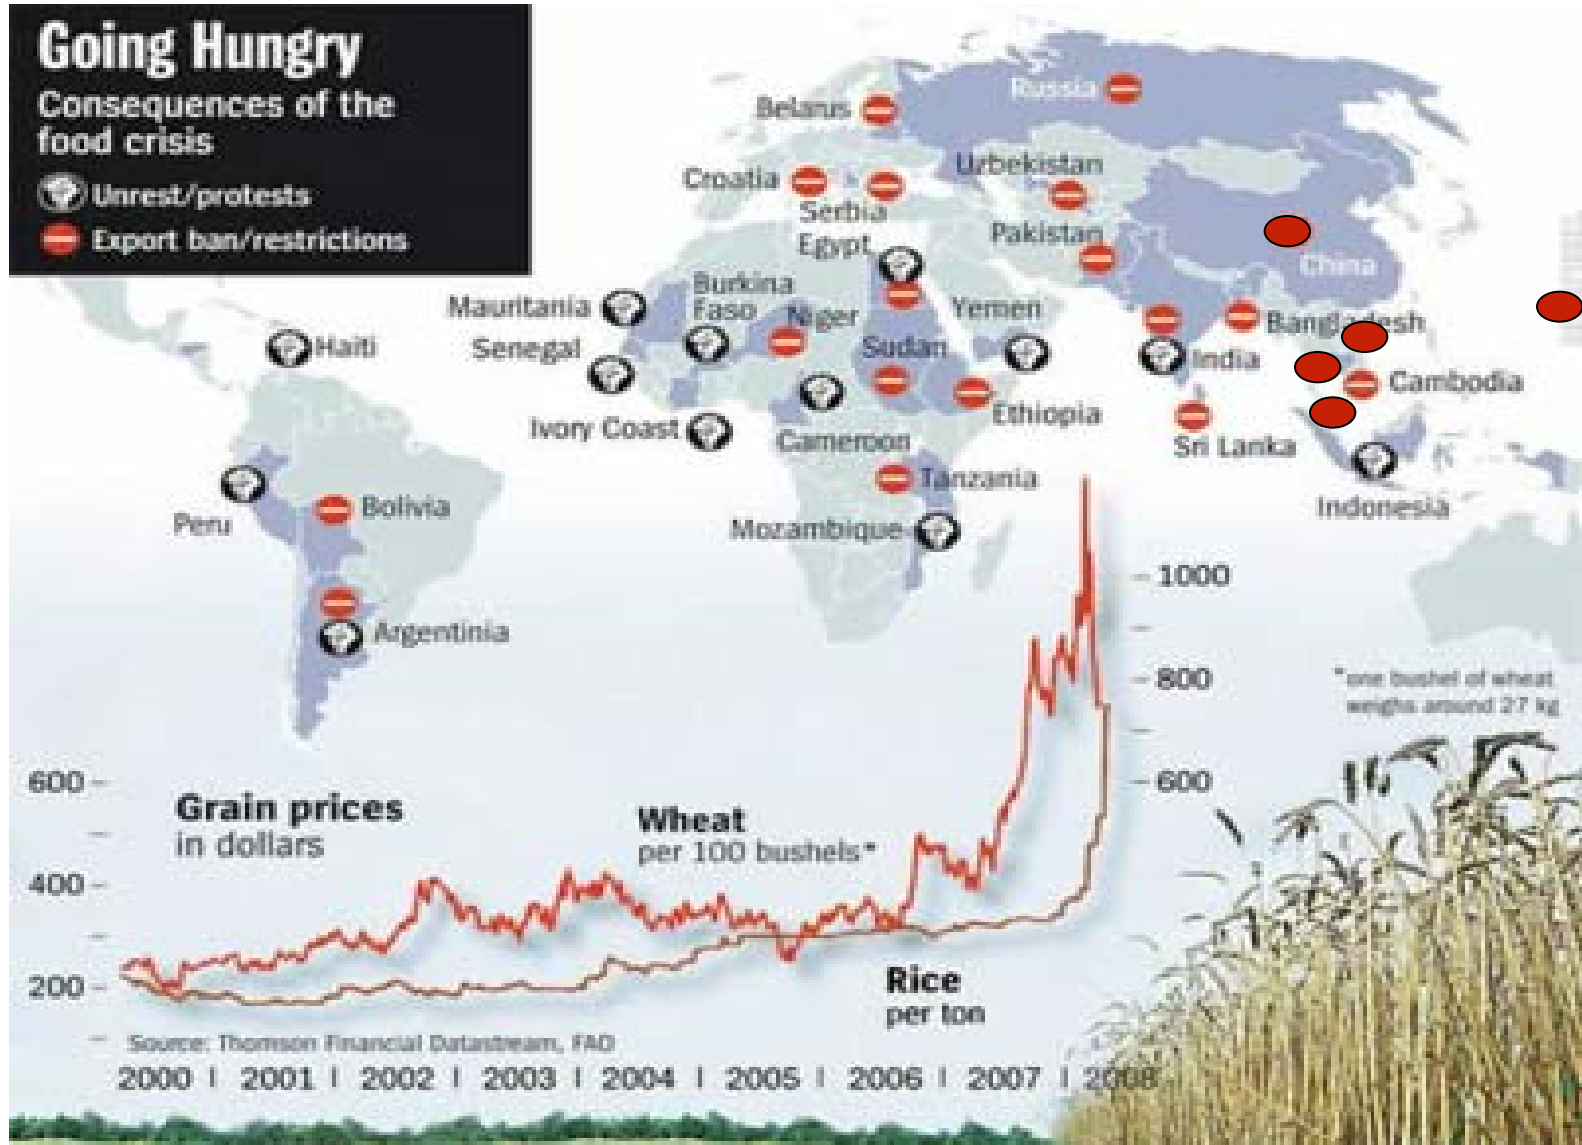 Going Hungry
Consequences of the
food crisis
Unrest/protests
Export ban/restrictions
Russia
Belarus
Uzbekistan
Croatia
Serbia
Pakistan
Egypt
China
Burkina
Faso
Mauritania
Niger
Yemen
Bangladesh
Haiti
Senegal
Sudan
India
Cambodia
Ivory Coast
Ethiopia
Cameroon
Sri Lanka
Tanzania
Peru
Bolivia
Indonesia
Mozambique
Argentinia
1000
800
600
*one bushel of wheat
weighs around 27 kg
600
400
200
Grain prices
in dollars
Wheat
per 100 bushels*
Rice
per ton
Source: Thomson Financial Datastream, FAO
2000 | 2001 | 2002 | 2003 | 2004 | 2005 | 2006 | 2007 | 2008